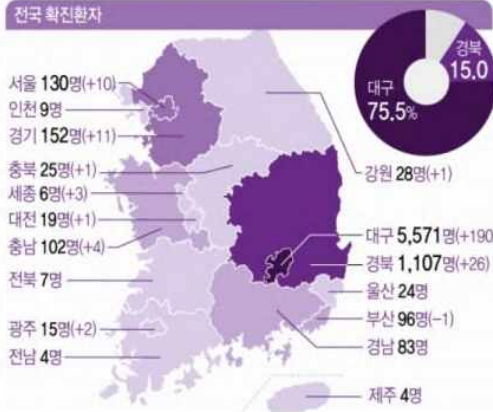 전국 확진환자
경북
15.0
대구
75.5%
서울 130명(+10)
인천 9명
경기 152명(+11)
충북 25명(+1)
세종 6명(+3)
대전 19명(+1)
충남 102명(+4)
전북 7명
광주 15명(+2)
전남 4명
강원 28명(+1)
대구 5,571명(+190
경북 1,107명(+26)
울산 24명
부산 96명(−1)
경남 83명
제주 4명